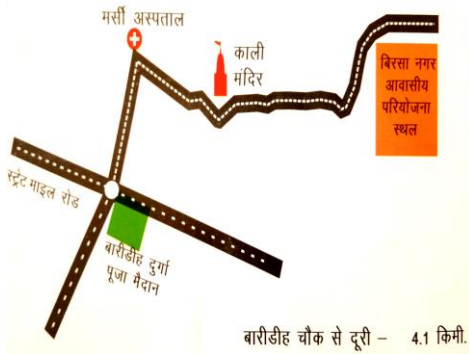 मर्सी अस्पताल
काली
मंदिर
बिरसा नगर
आवासीय
परियोजना
स्थल
स्ट्रेट माइल रोड
बारीडीह दुर्गा
पूजा मैदान
बारीडीह चौक से दूरी – 4.1 किमी.